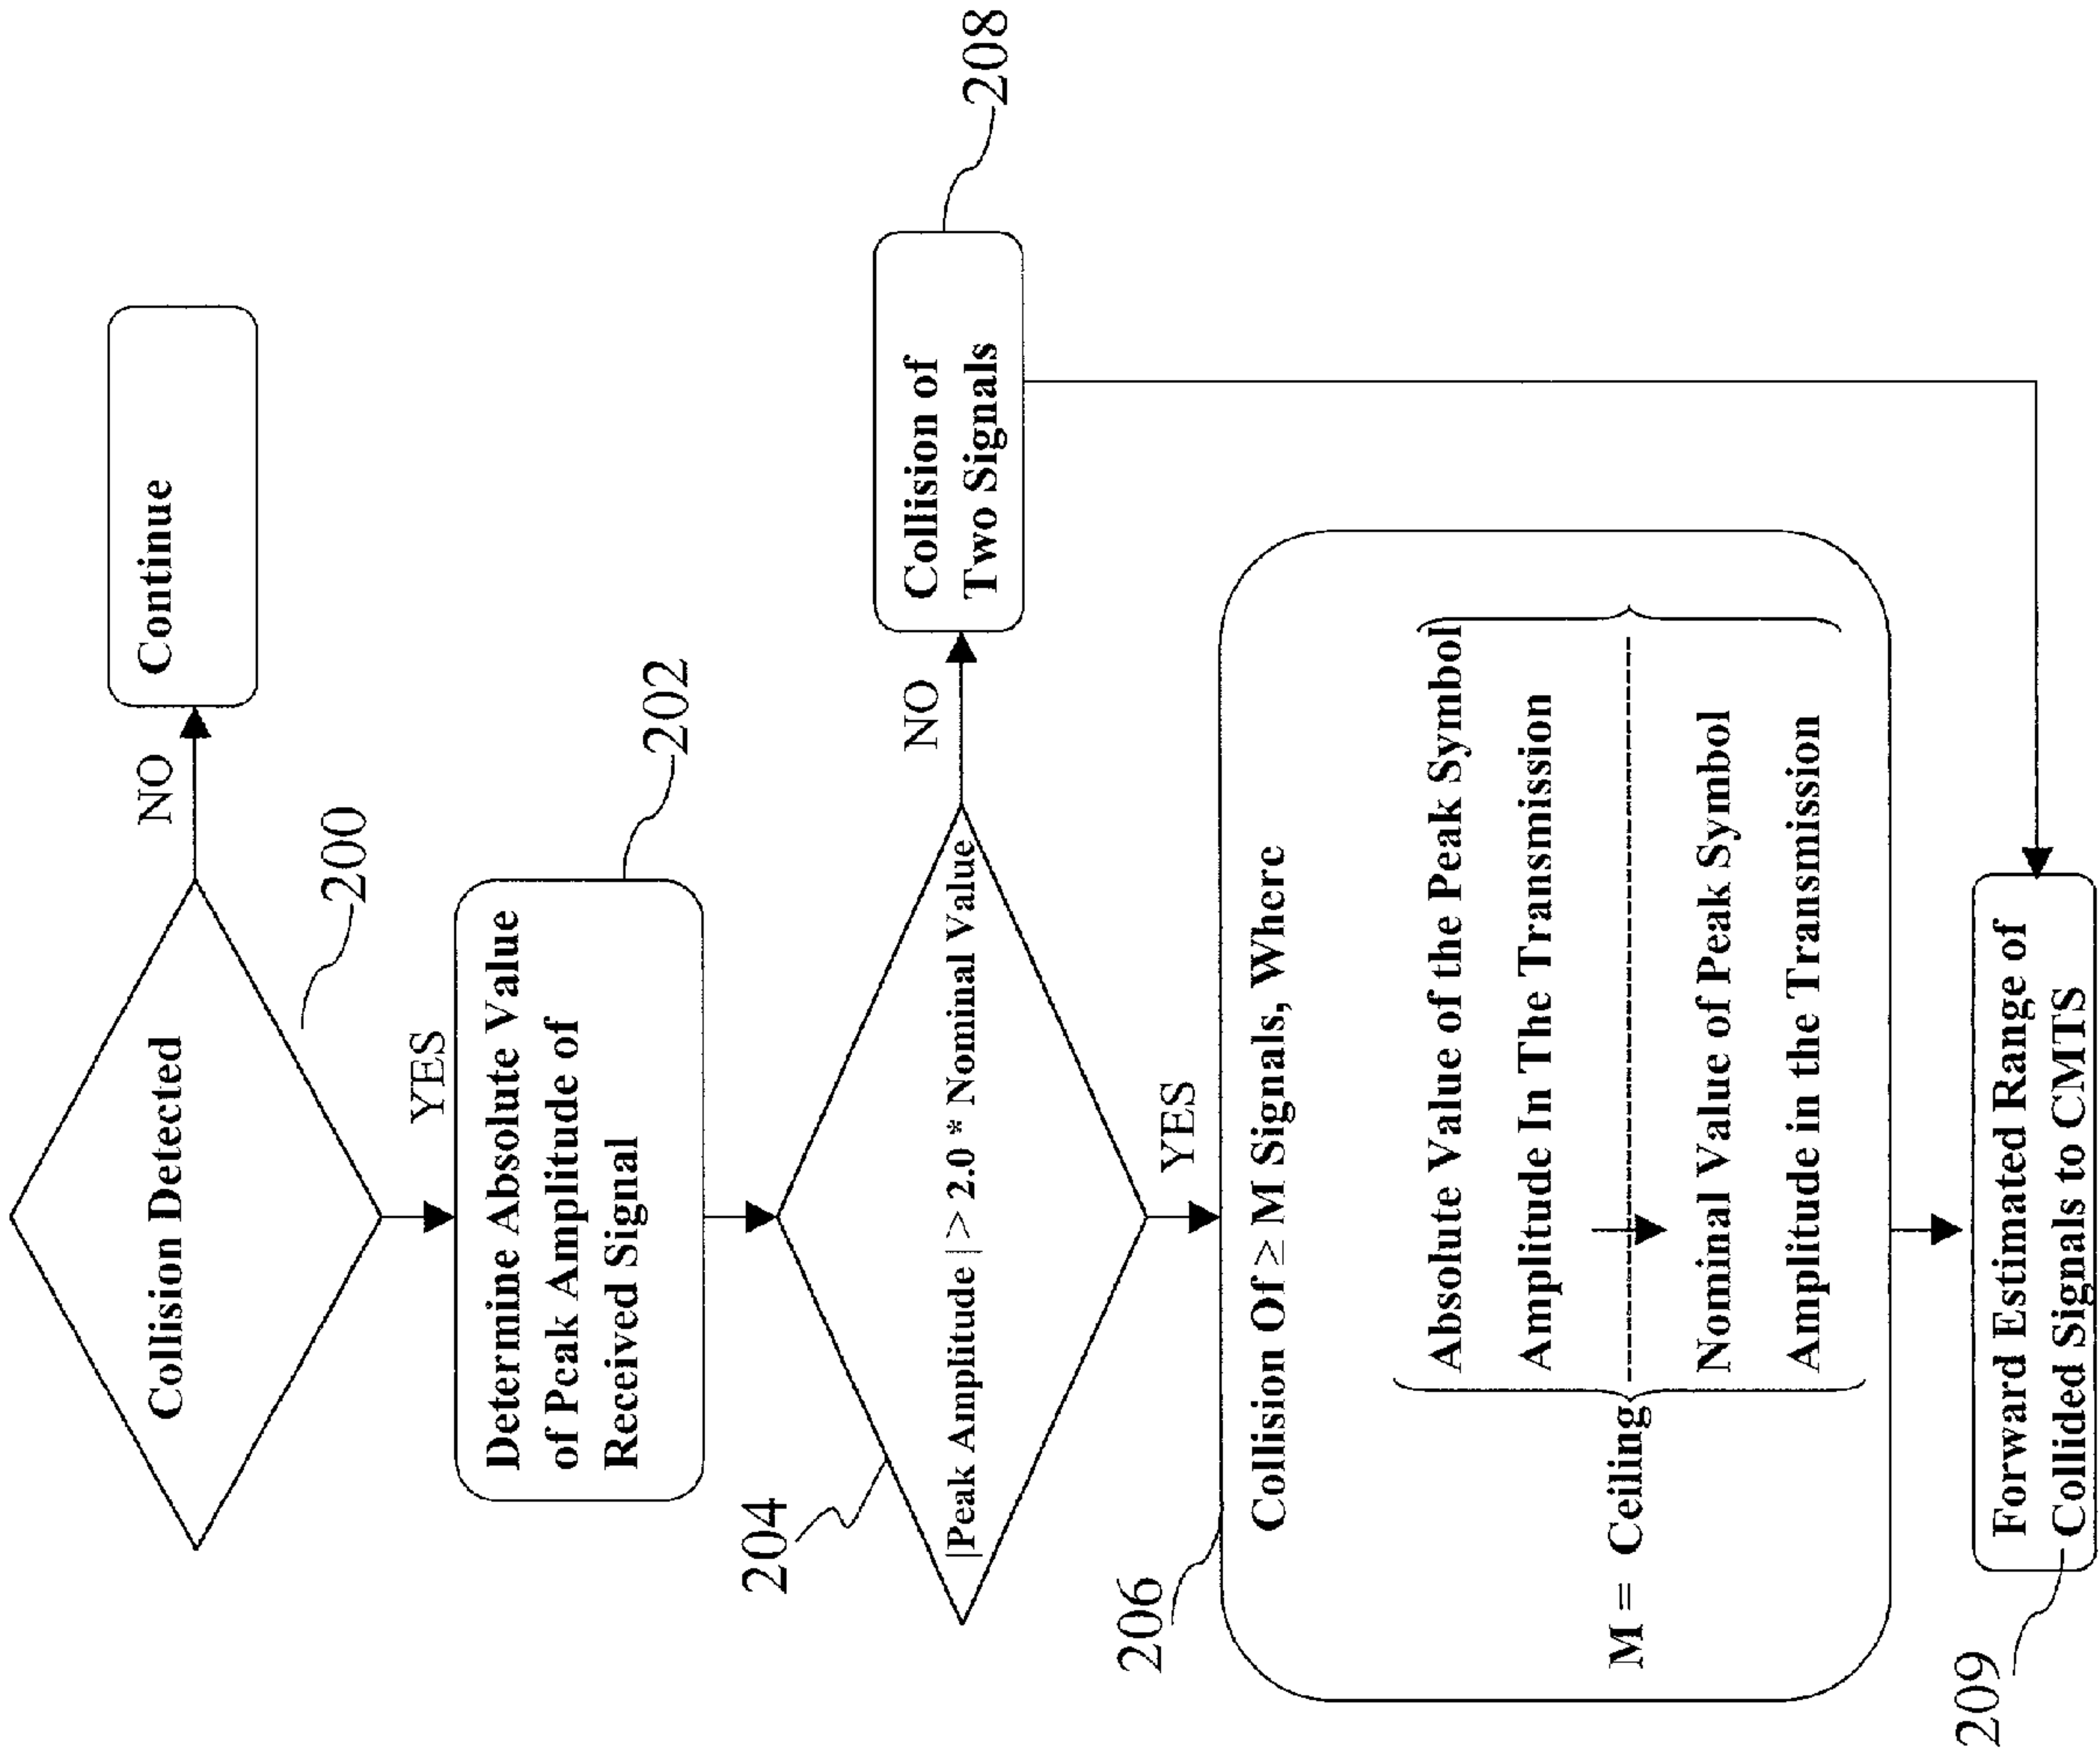 Collision Detected
NO
Continue
200
YES
Determine Absolute Value
of Peak Amplitude of
Received Signal
202
204
|Peak Amplitude |> 2.0 * Nominal Value
NO
Collision of
Two Signals
208
YES
206
Collision Of ≥ M Signals, Where
Absolute Value of the Peak Symbol
Amplitude In The Transmission
M = Ceiling
Nominal Value of Peak Symbol
Amplitude in the Transmission
Forward Estimated Range of
Collided Signals to CMTS
209